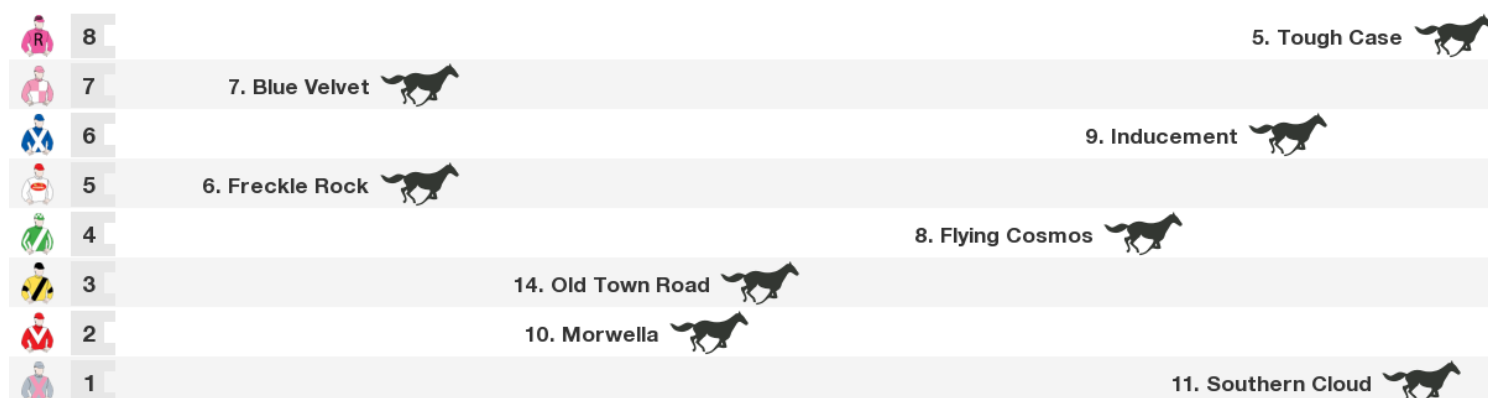 R 8 5. Tough Case
7 7. Blue Velvet
6 9. Inducement
5 6. Freckle Rock
4 8. Flying Cosmos
3 14. Old Town Road
2 10. Morwella
1 11. Southern Cloud